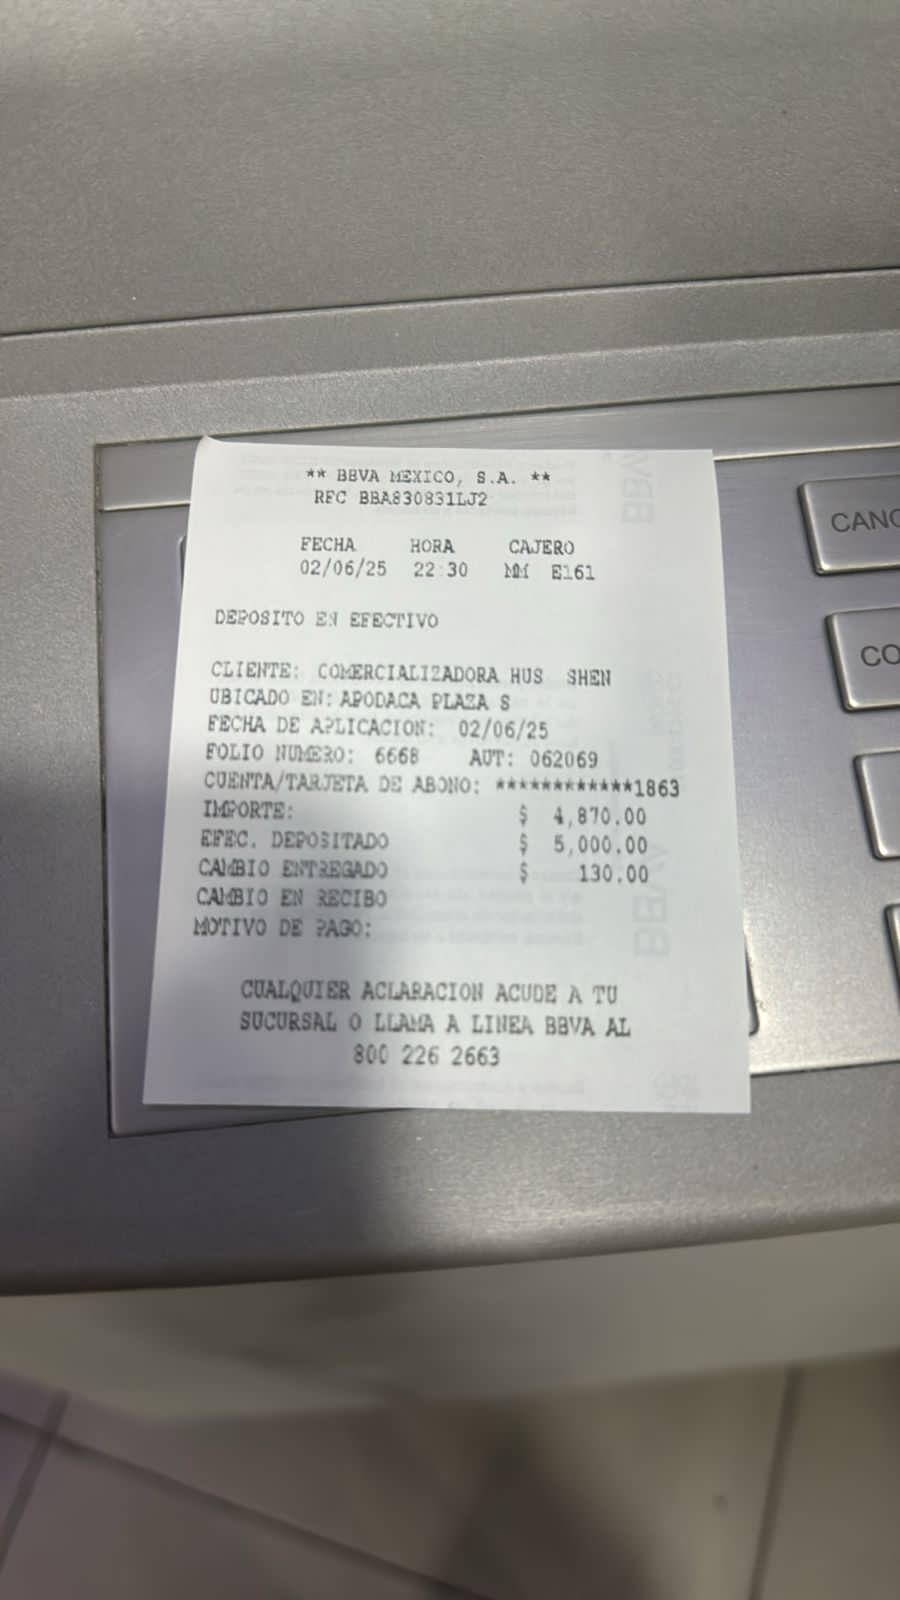 ** BBVA MEXICO, S.A. **
RFC BBA830831LJ2
FECHA HORA CAJERO
02/06/25 22:30 MM E161
DEPOSITO EN EFECTIVO
CLIENTE: COMERCIALIZADORA HUS SHEN
UBICADO EN: APODACA PLAZA S
FECHA DE APLICACION: 02/06/25
FOLIO NUMERO: 6668 AUT: 062069
CUENTA/TARJETA DE ABONO: ************1863
IMPORTE: $ 4,870.00
EFEC. DEPOSITADO $ 5,000.00
CAMBIO ENTREGADO $ 130.00
CAMBIO EN RECIBO
MOTIVO DE PAGO:
CUALQUIER ACLARACION ACUDE A TU
SUCURSAL O LLAMA A LINEA BBVA AL
800 226 2663
CANC
CO